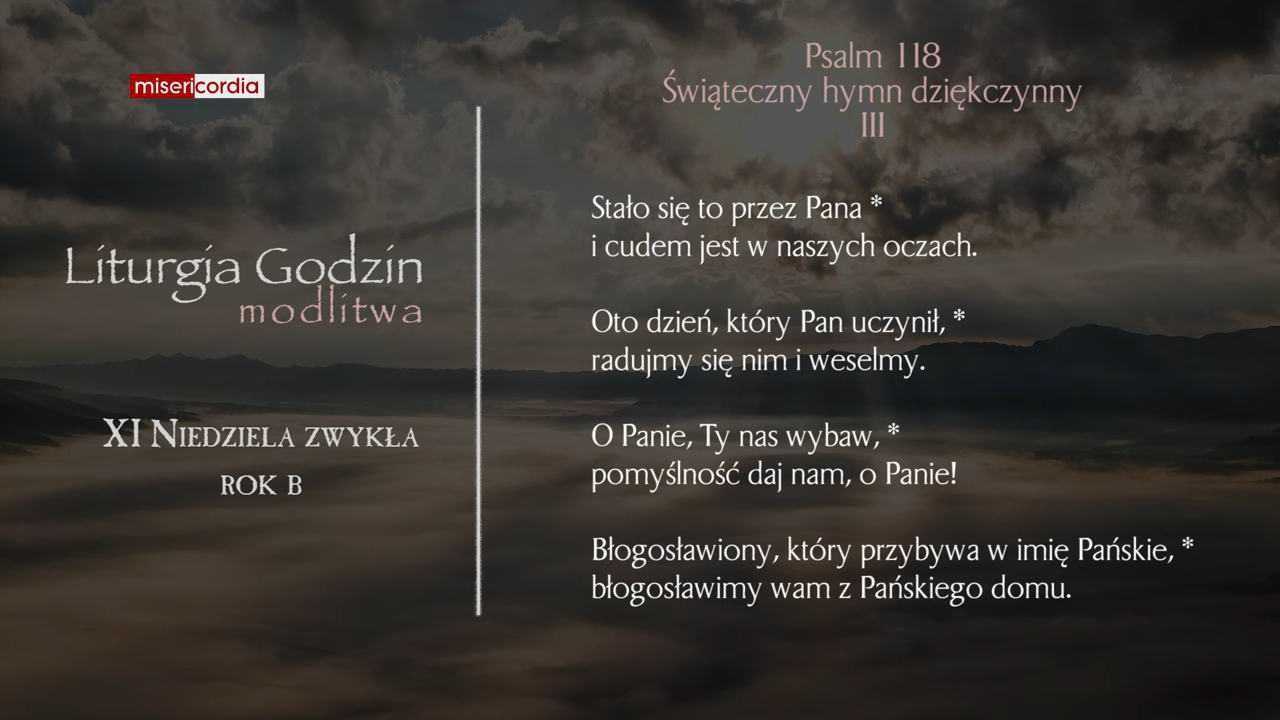 misericordia
Liturgia Godzin
modlitwa
XI Niedziela zwykła
rok B
Psalm 118
Świąteczny hymn dziękczynny
III
Stało się to przez Pana *
i cudem jest w naszych oczach.
Oto dzień, który Pan uczynił, *
radujmy się nim i weselmy.
O Panie, Ty nas wybaw, *
pomyślność daj nam, o Panie!
Błogosławiony, który przybywa w imię Pańskie, *
błogosławimy wam z Pańskiego domu.